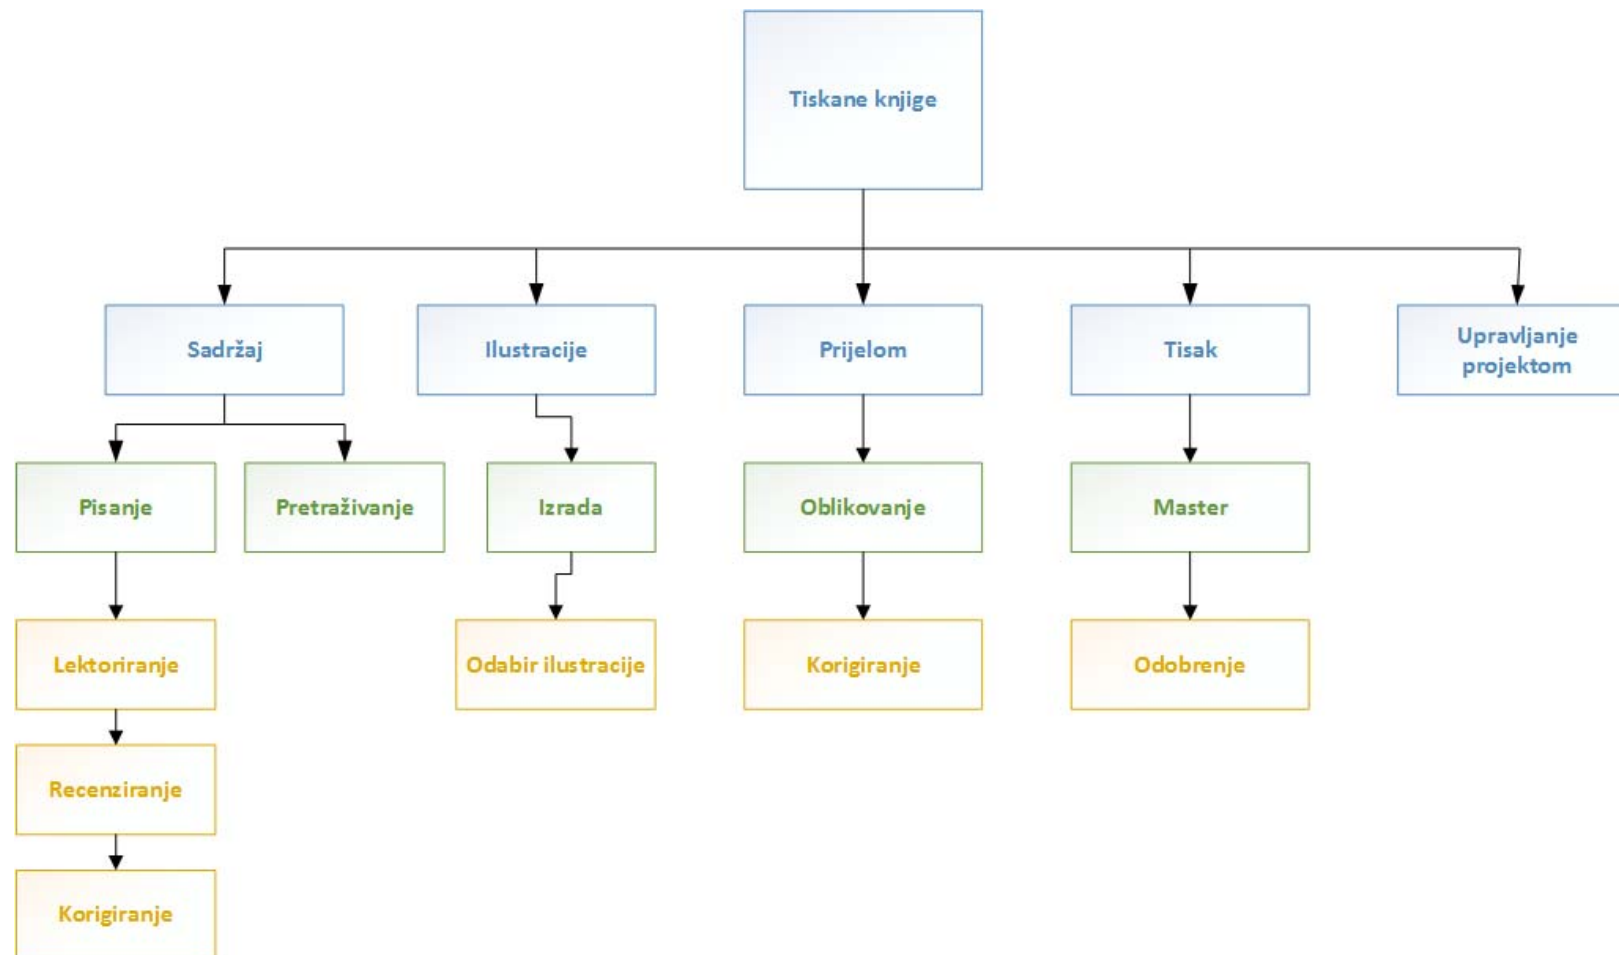 Tiskane knjige
Sadržaj
Ilustracije
Prijelom
Tisak
Upravljanje
projektom
Pisanje
Pretraživanje
Izrada
Oblikovanje
Master
Lektoriranje
Odabir ilustracije
Korigiranje
Odobrenje
Recenziranje
Korigiranje